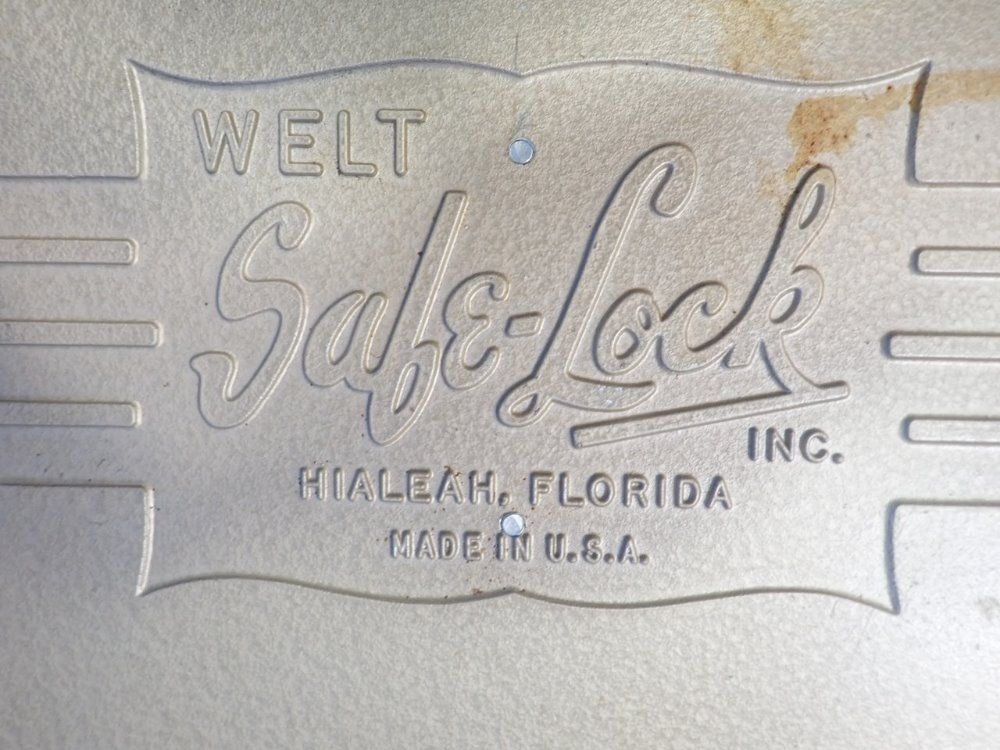 WELT
Safe-Lock
INC.
HIALEAH, FLORIDA
MADE IN U.S.A.